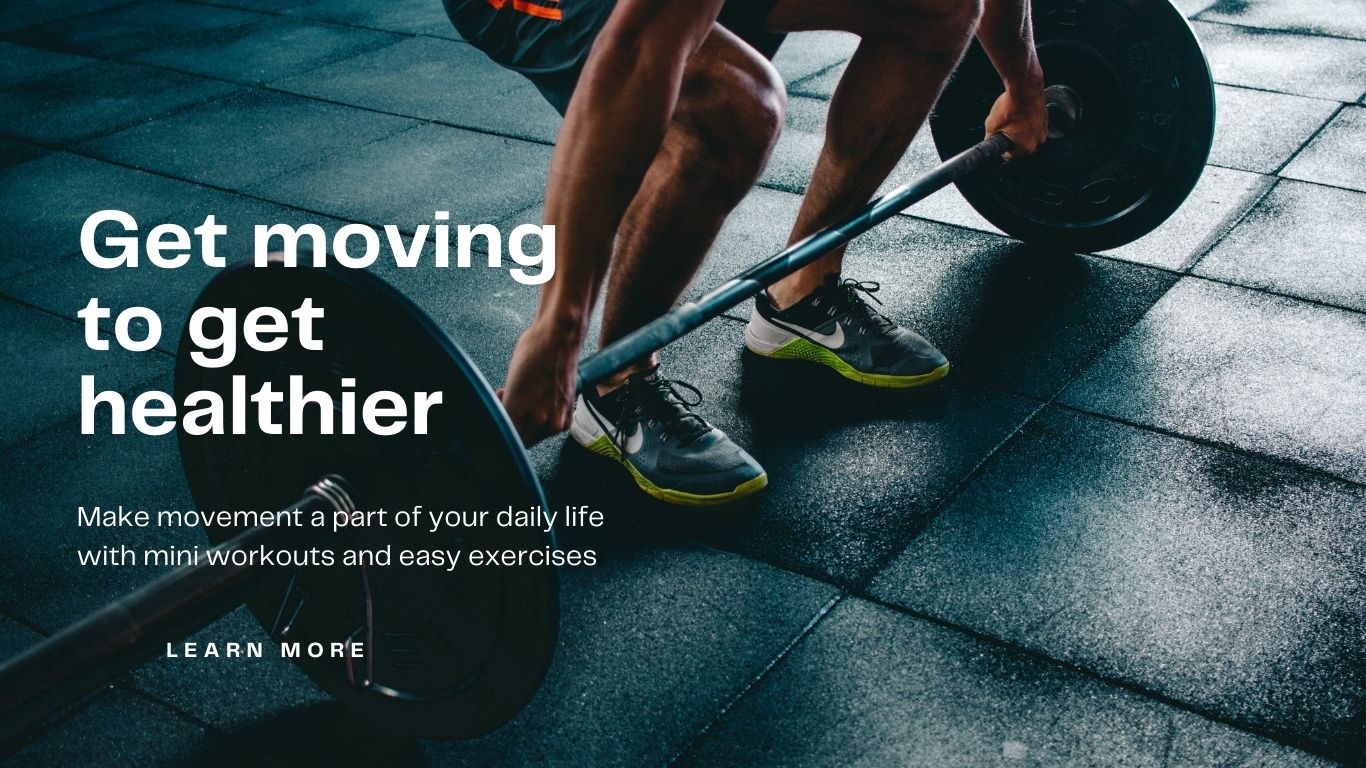 Get moving
to get
healthier
Make movement a part of your daily life
with mini workouts and easy exercises
LEARN MORE